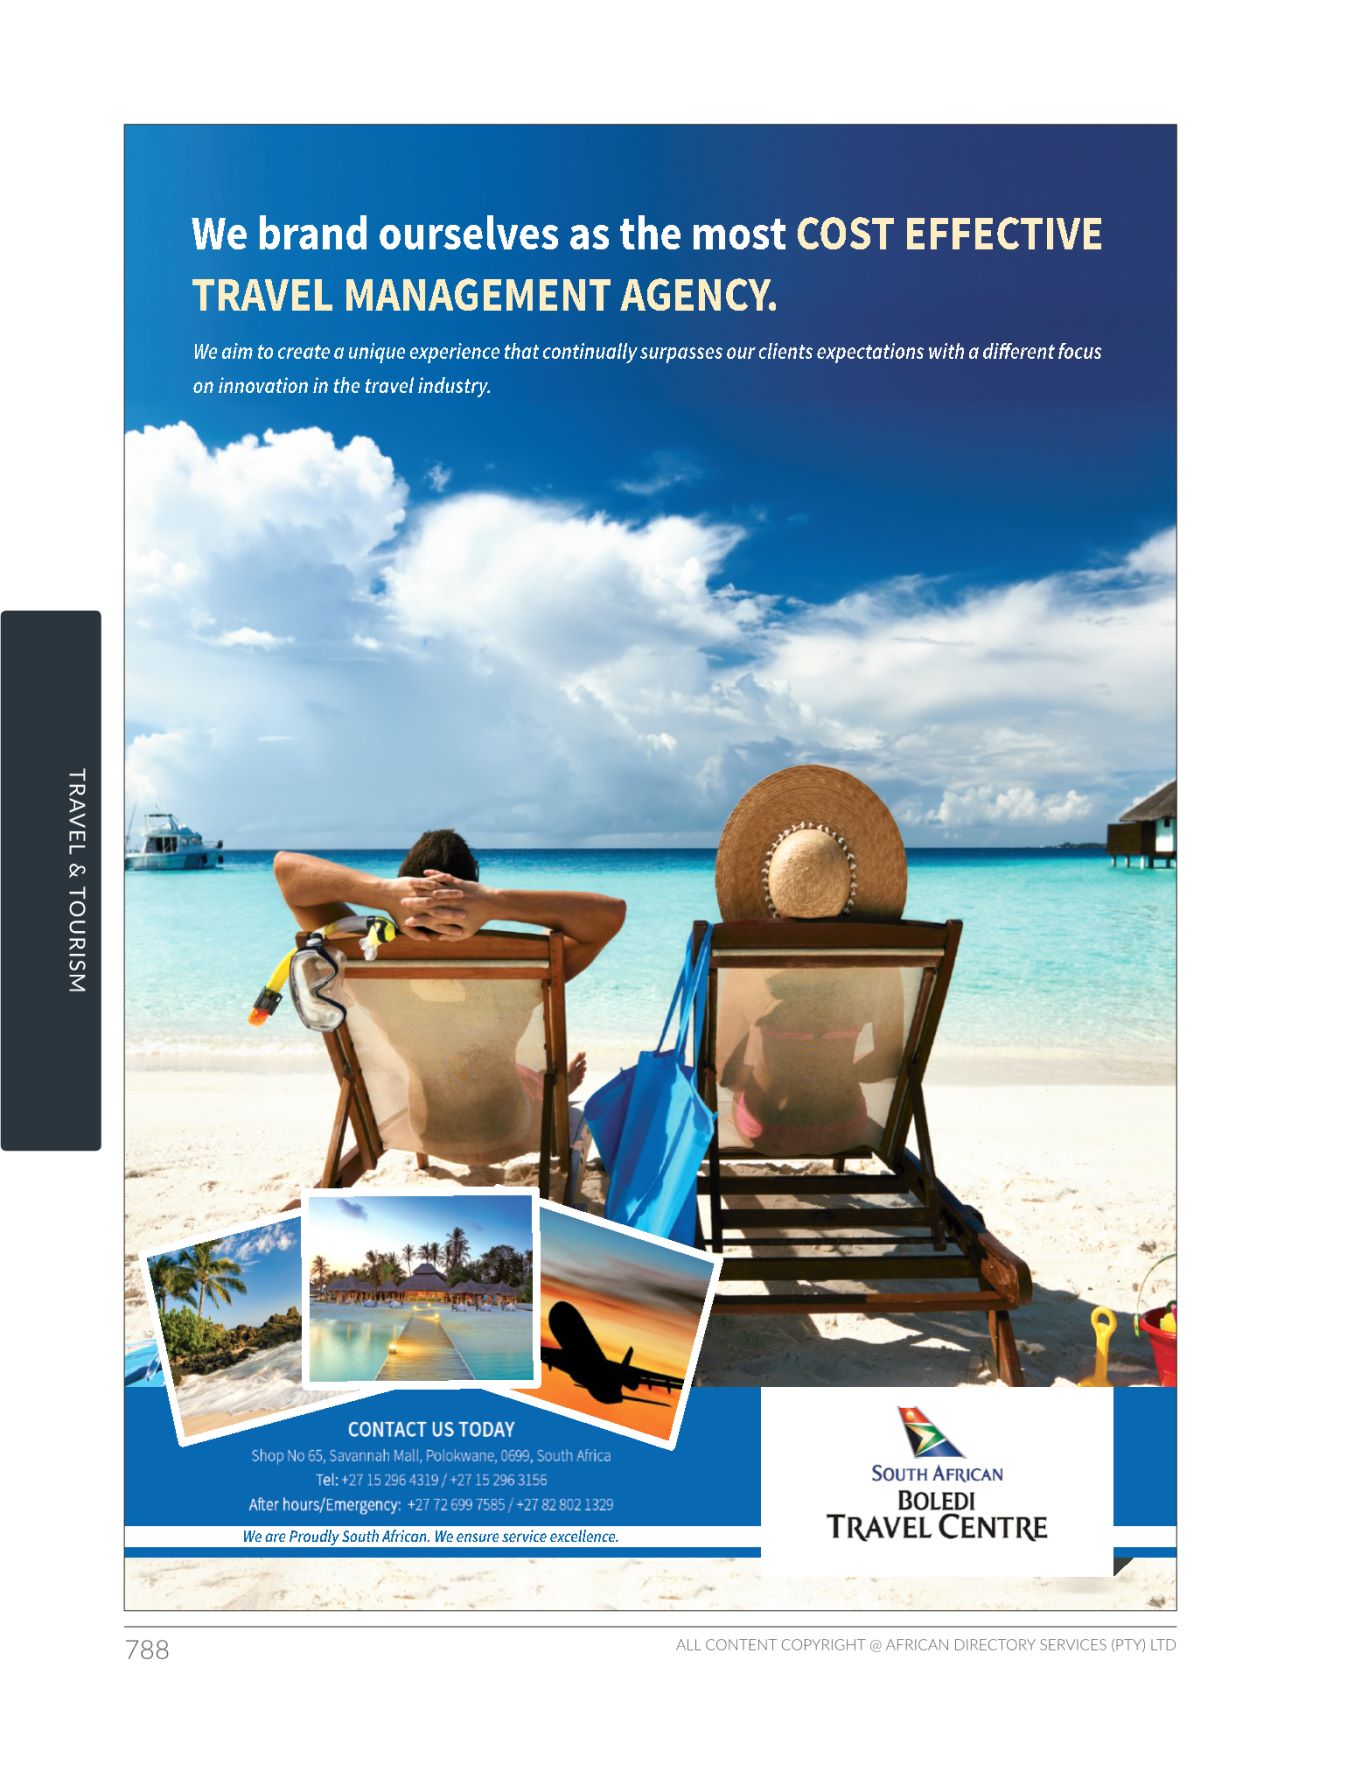 We brand ourselves as the most COST EFFECTIVE
TRAVEL MANAGEMENT AGENCY.
We aim to create a unique experience that continually surpasses our clients expectations with a different focus
on innovation in the travel industry.
TRAVEL & TOURISM
CONTACT US TODAY
Shop No 65, Savannah Mall, Polokwane, 0699, South Africa
Tel: +27 15 296 4319 / +27 15 296 3156
After hours/Emergency: +27 72 699 7585 / +27 82 802 1329
We are Proudly South African. We ensure service excellence.
SOUTH AFRICAN
BOLEDI
TRAVEL CENTRE
788
ALL CONTENT COPYRIGHT @ AFRICAN DIRECTORY SERVICES (PTY) LTD